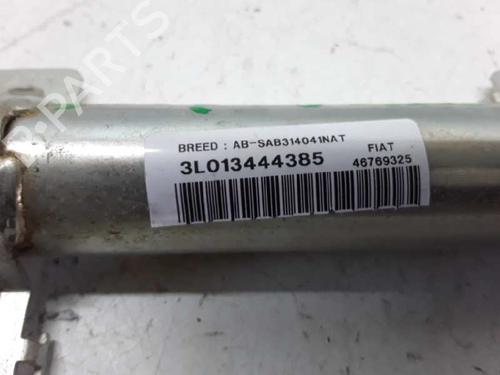 BREED : AB-SAB314041NAT FIAT
3L013444385 46769325
PARTS